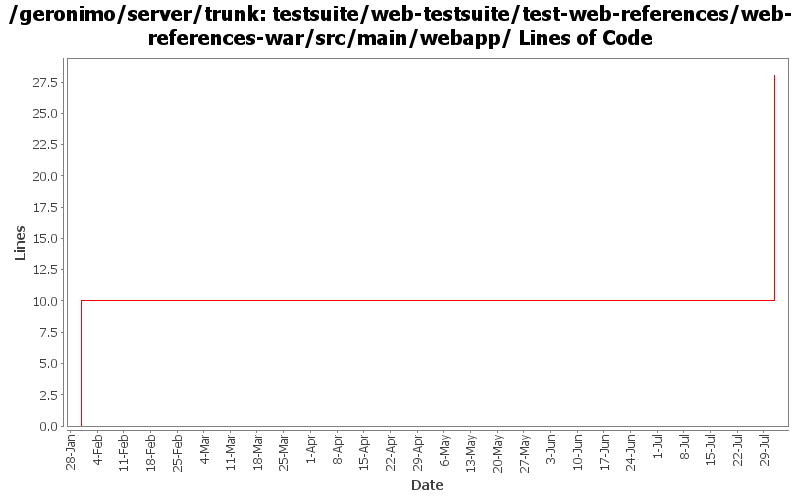 /geronimo/server/trunk: testsuite/web-testsuite/test-web-references/web-
references-war/src/main/webapp/ Lines of Code
27.5
25.0
22.5
20.0
17.5
15.0
12.5
10.0
7.5
5.0
2.5
0.0
Lines
28-Jan
4-Feb
11-Feb
18-Feb
25-Feb
4-Mar
11-Mar
18-Mar
25-Mar
1-Apr
8-Apr
15-Apr
22-Apr
29-Apr
6-May
13-May
20-May
27-May
3-Jun
10-Jun
17-Jun
24-Jun
1-Jul
8-Jul
15-Jul
22-Jul
29-Jul
Date